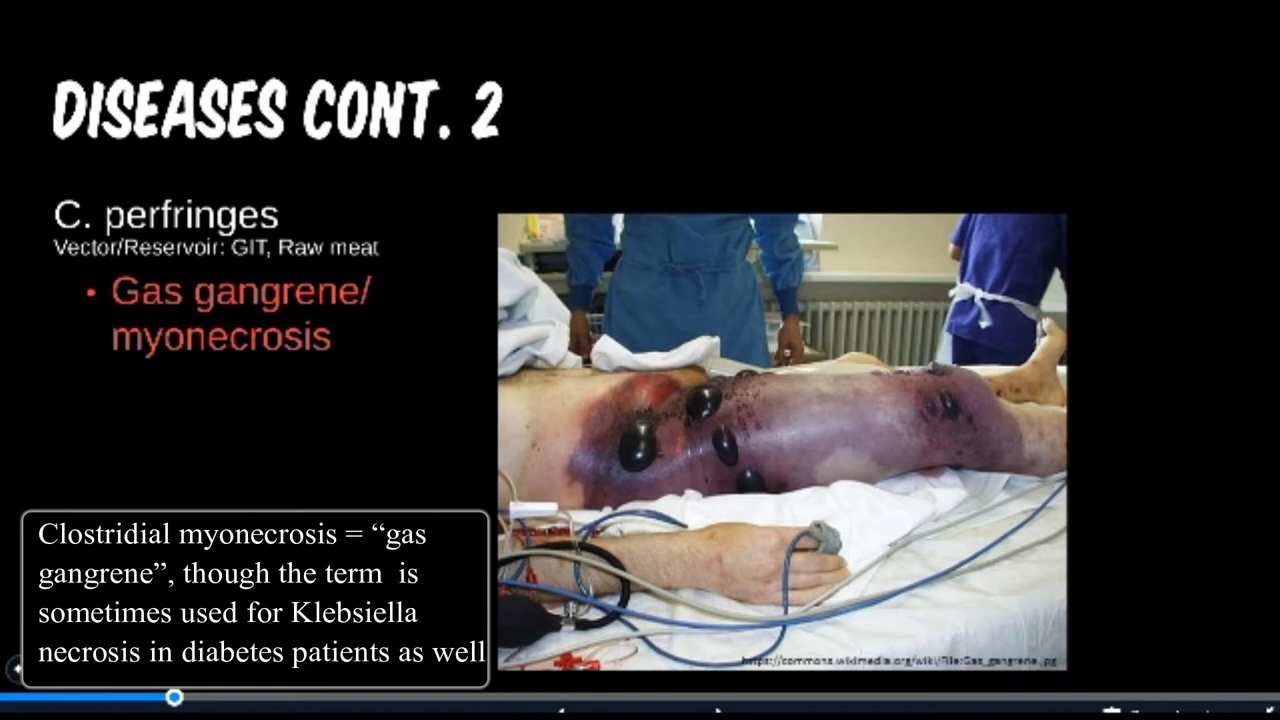 DISEASES CONT. 2
C. perfringes
Vector/Reservoir: GIT, Raw meat
• Gas gangrene/
myonecrosis
Clostridial myonecrosis = “gas
gangrene”, though the term is
sometimes used for Klebsiella
necrosis in diabetes patients as well
https://commons.wikimedia.org/wiki/File:Gas_gangrene.jpg